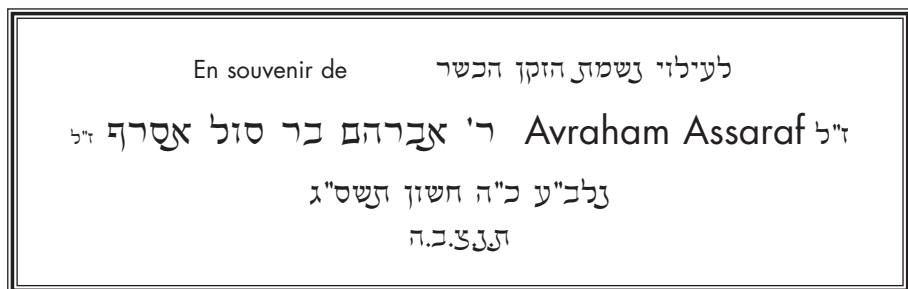 En souvenir de לעילוי נשמת הזקן הכשר
ז"ל Avraham Assaraf ר' אברהם בר סול אסרף ז"ל
נלב"ע כ"ה חשון תשס"ג
ת.נ.צ.ב.ה